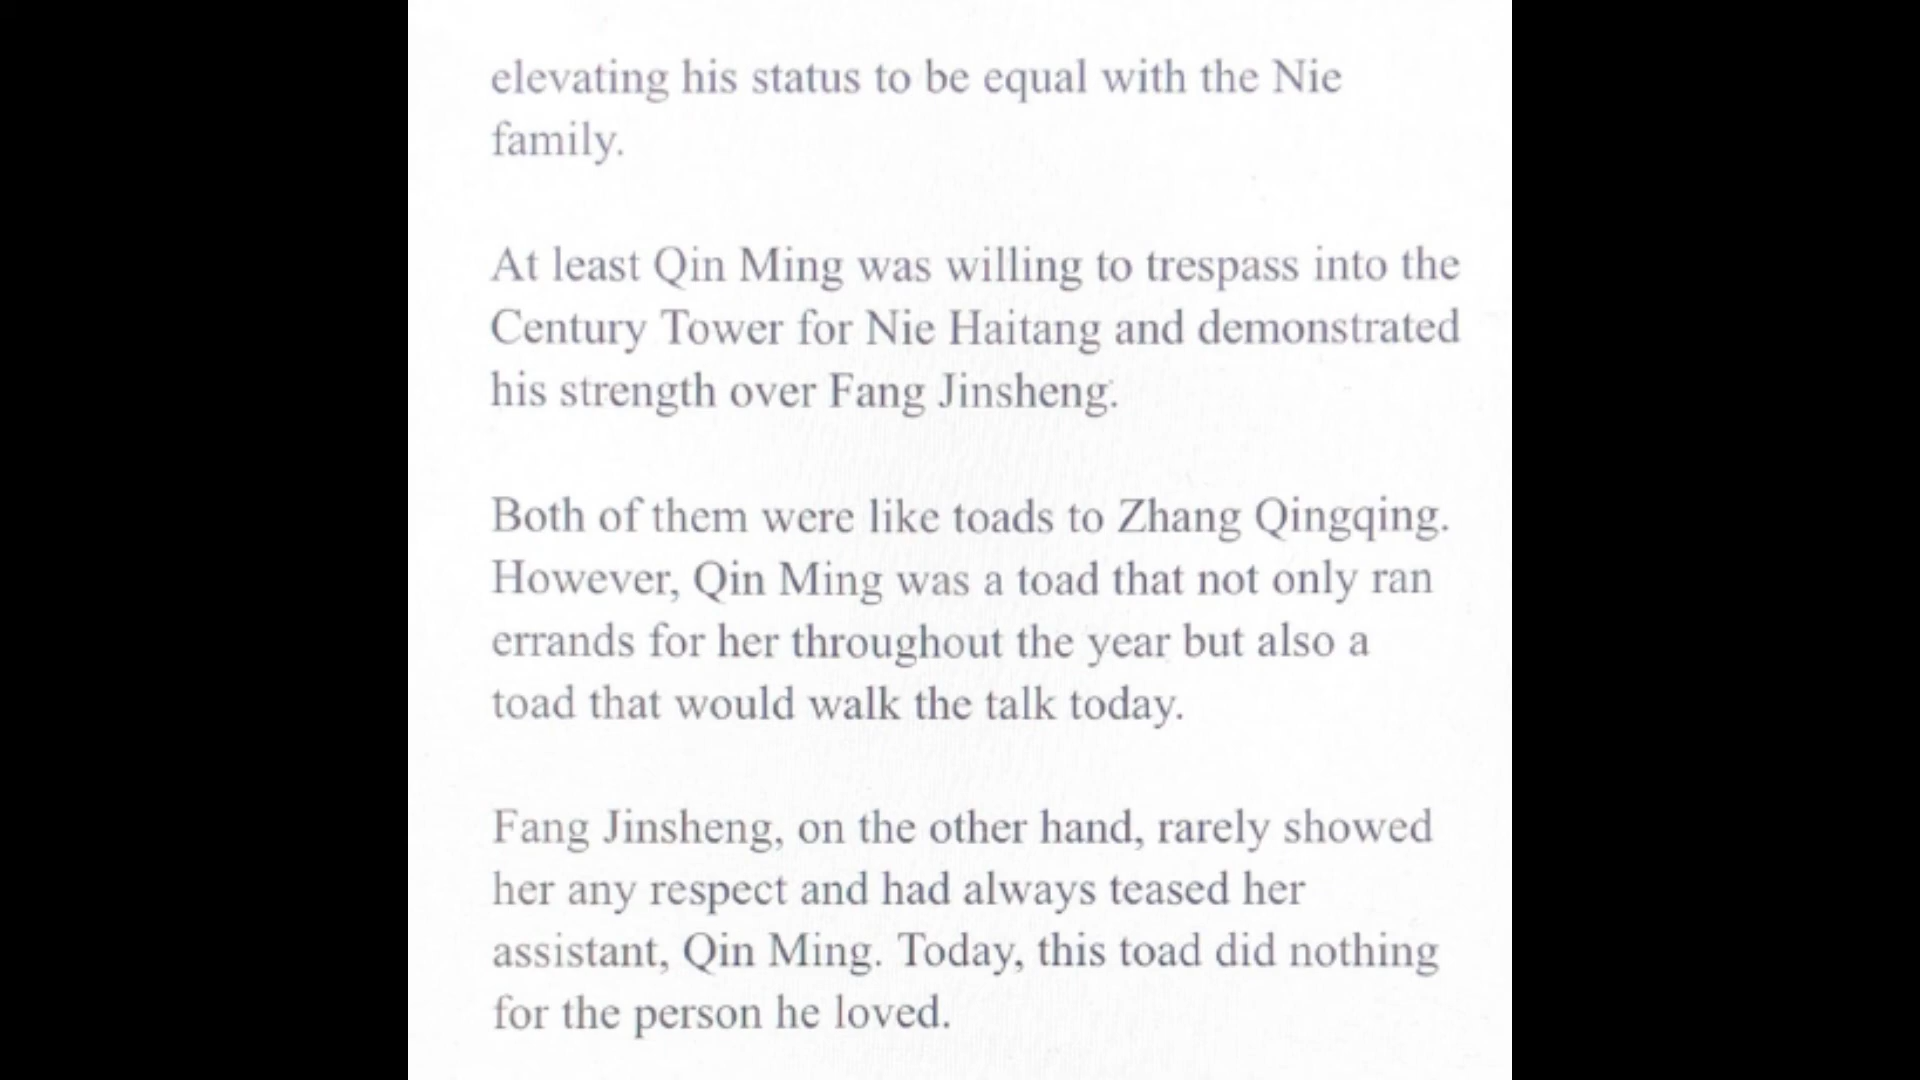 elevating his status to be equal with the Nie
family.
At least Qin Ming was willing to trespass into the
Century Tower for Nie Haitang and demonstrated
his strength over Fang Jinsheng.
Both of them were like toads to Zhang Qingqing.
However, Qin Ming was a toad that not only ran
errands for her throughout the year but also a
toad that would walk the talk today.
Fang Jinsheng, on the other hand, rarely showed
her any respect and had always teased her
assistant, Qin Ming. Today, this toad did nothing
for the person he loved.